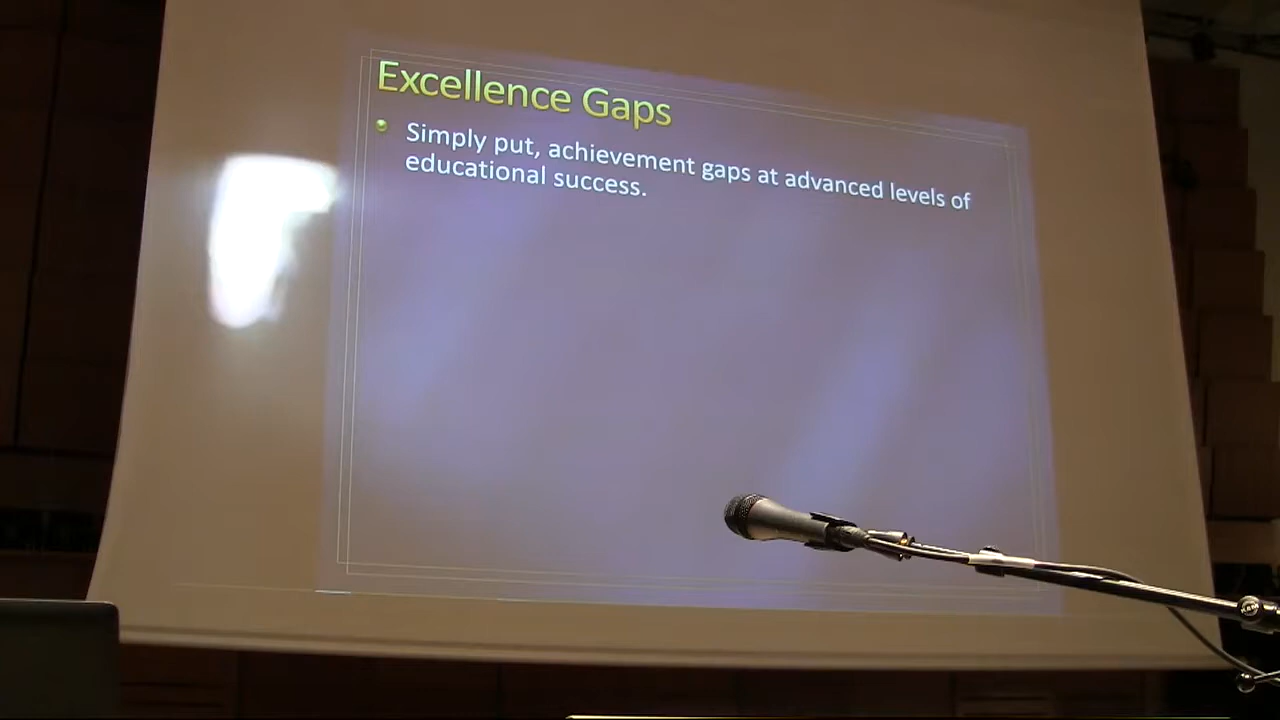 Excellence Gaps
Simply put, achievement gaps at advanced levels of
educational success.